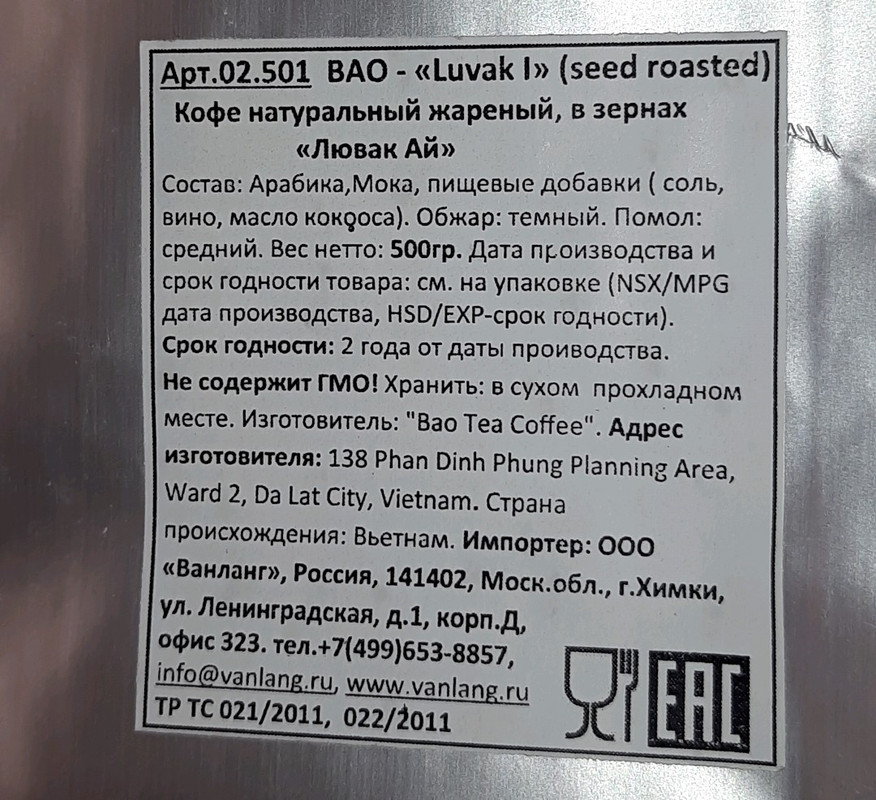 Арт.02.501 BAO - «Luvak I» (seed roasted)
Кофе натуральный жареный, в зернах
«Лювак Ай»
Состав: Арабика,Мока, пищевые добавки ( соль,
вино, масло кокоса). Обжар: темный. Помол:
средний. Вес нетто: 500гр. Дата производства и
срок годности товара: см. на упаковке (NSX/MPG
дата производства, HSD/EXP-срок годности).
Срок годности: 2 года от даты проиводства.
Не содержит ГМО! Хранить: в сухом прохладном
месте. Изготовитель: "Bao Tea Coffee". Адрес
изготовителя: 138 Phan Dinh Phung Planning Area,
Ward 2, Da Lat City, Vietnam. Страна
происхождения: Вьетнам. Импортер: ООО
«Ванланг», Россия, 141402, Моск.обл., г.Химки,
ул. Ленинградская, д.1, корп.Д,
офис 323. тел.+7(499)653-8857,
info@vanlang.ru, www.vanlang.ru
ТР ТС 021/2011, 022/2011
EAC